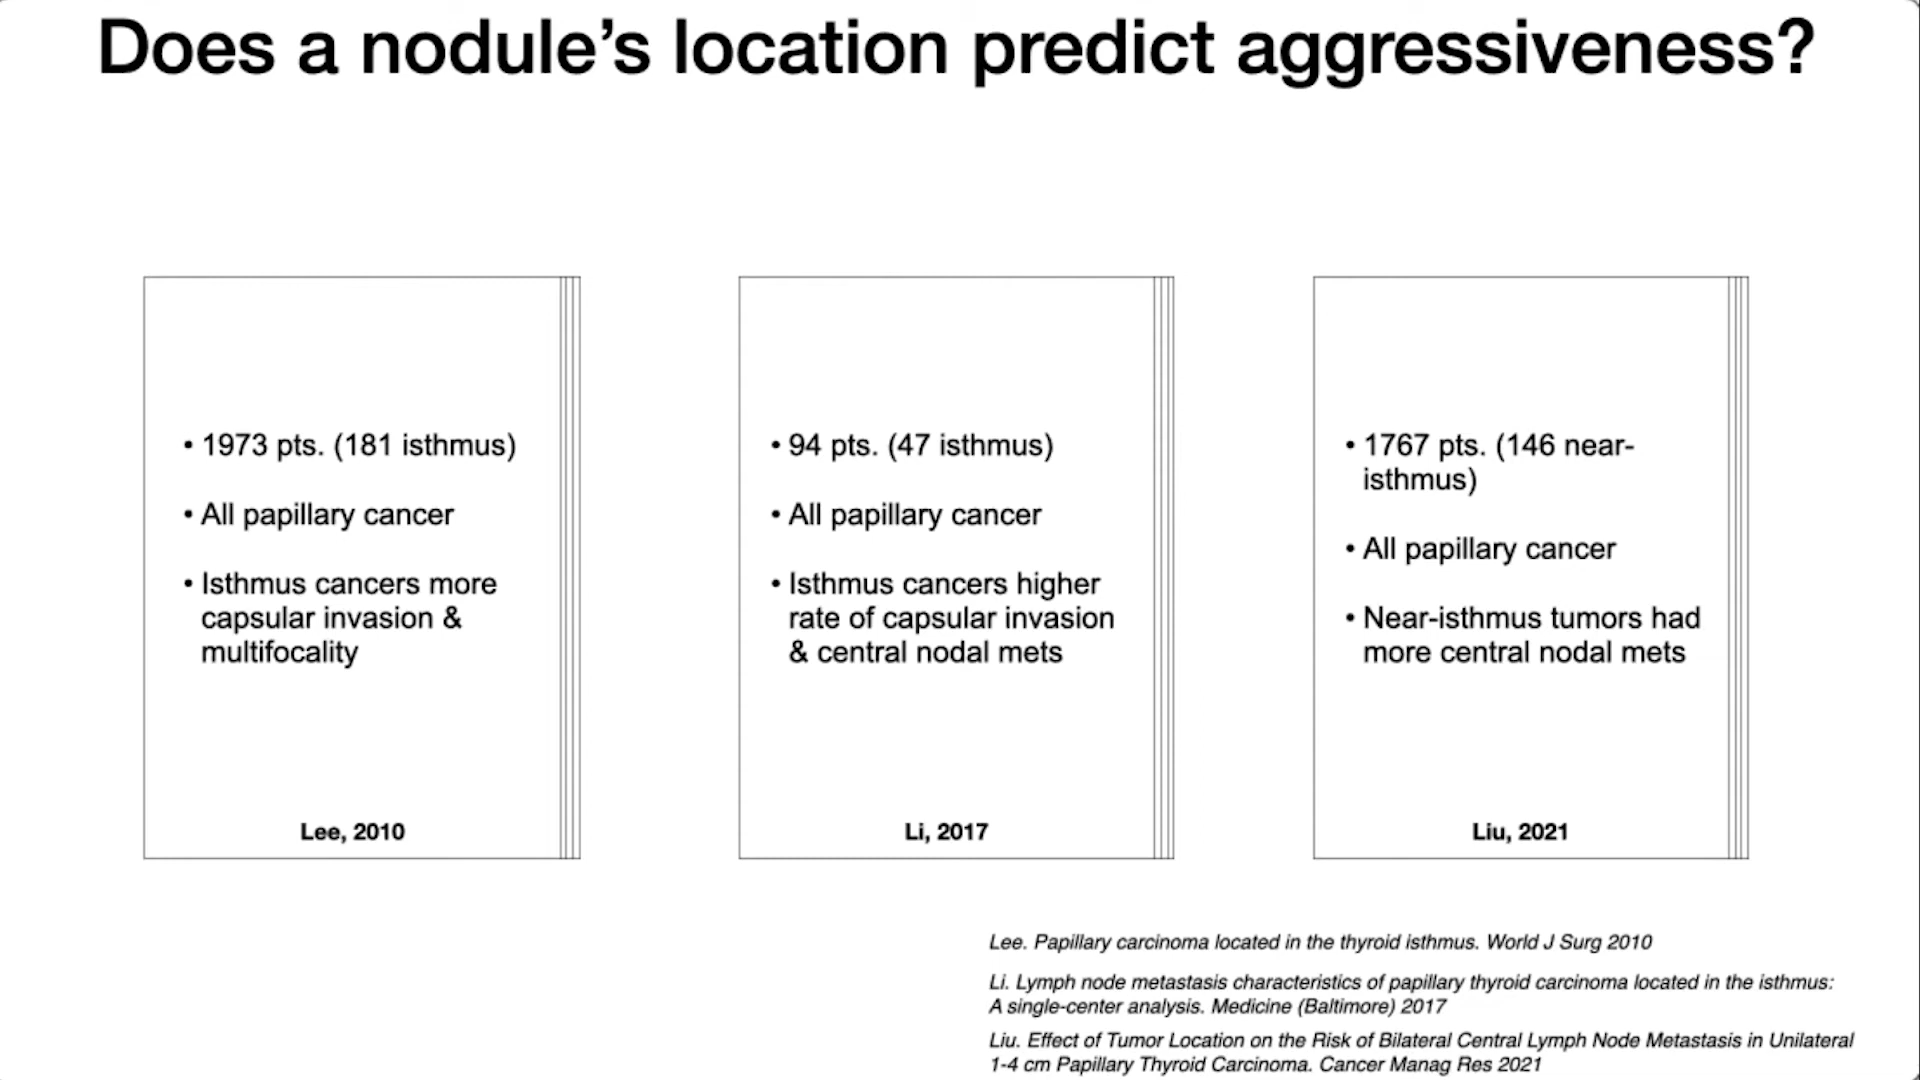 Does a nodule's location predict aggressiveness?
• 1973 pts. (181 isthmus)
• All papillary cancer
• Isthmus cancers more
capsular invasion &
multifocality
Lee, 2010
• 94 pts. (47 isthmus)
• All papillary cancer
• Isthmus cancers higher
rate of capsular invasion
& central nodal mets
Li, 2017
• 1767 pts. (146 near-
isthmus)
• All papillary cancer
• Near-isthmus tumors had
more central nodal mets
Liu, 2021
Lee. Papillary carcinoma located in the thyroid isthmus. World J Surg 2010
Li. Lymph node metastasis characteristics of papillary thyroid carcinoma located in the isthmus:
A single-center analysis. Medicine (Baltimore) 2017
Liu. Effect of Tumor Location on the Risk of Bilateral Central Lymph Node Metastasis in Unilateral
1-4 cm Papillary Thyroid Carcinoma. Cancer Manag Res 2021